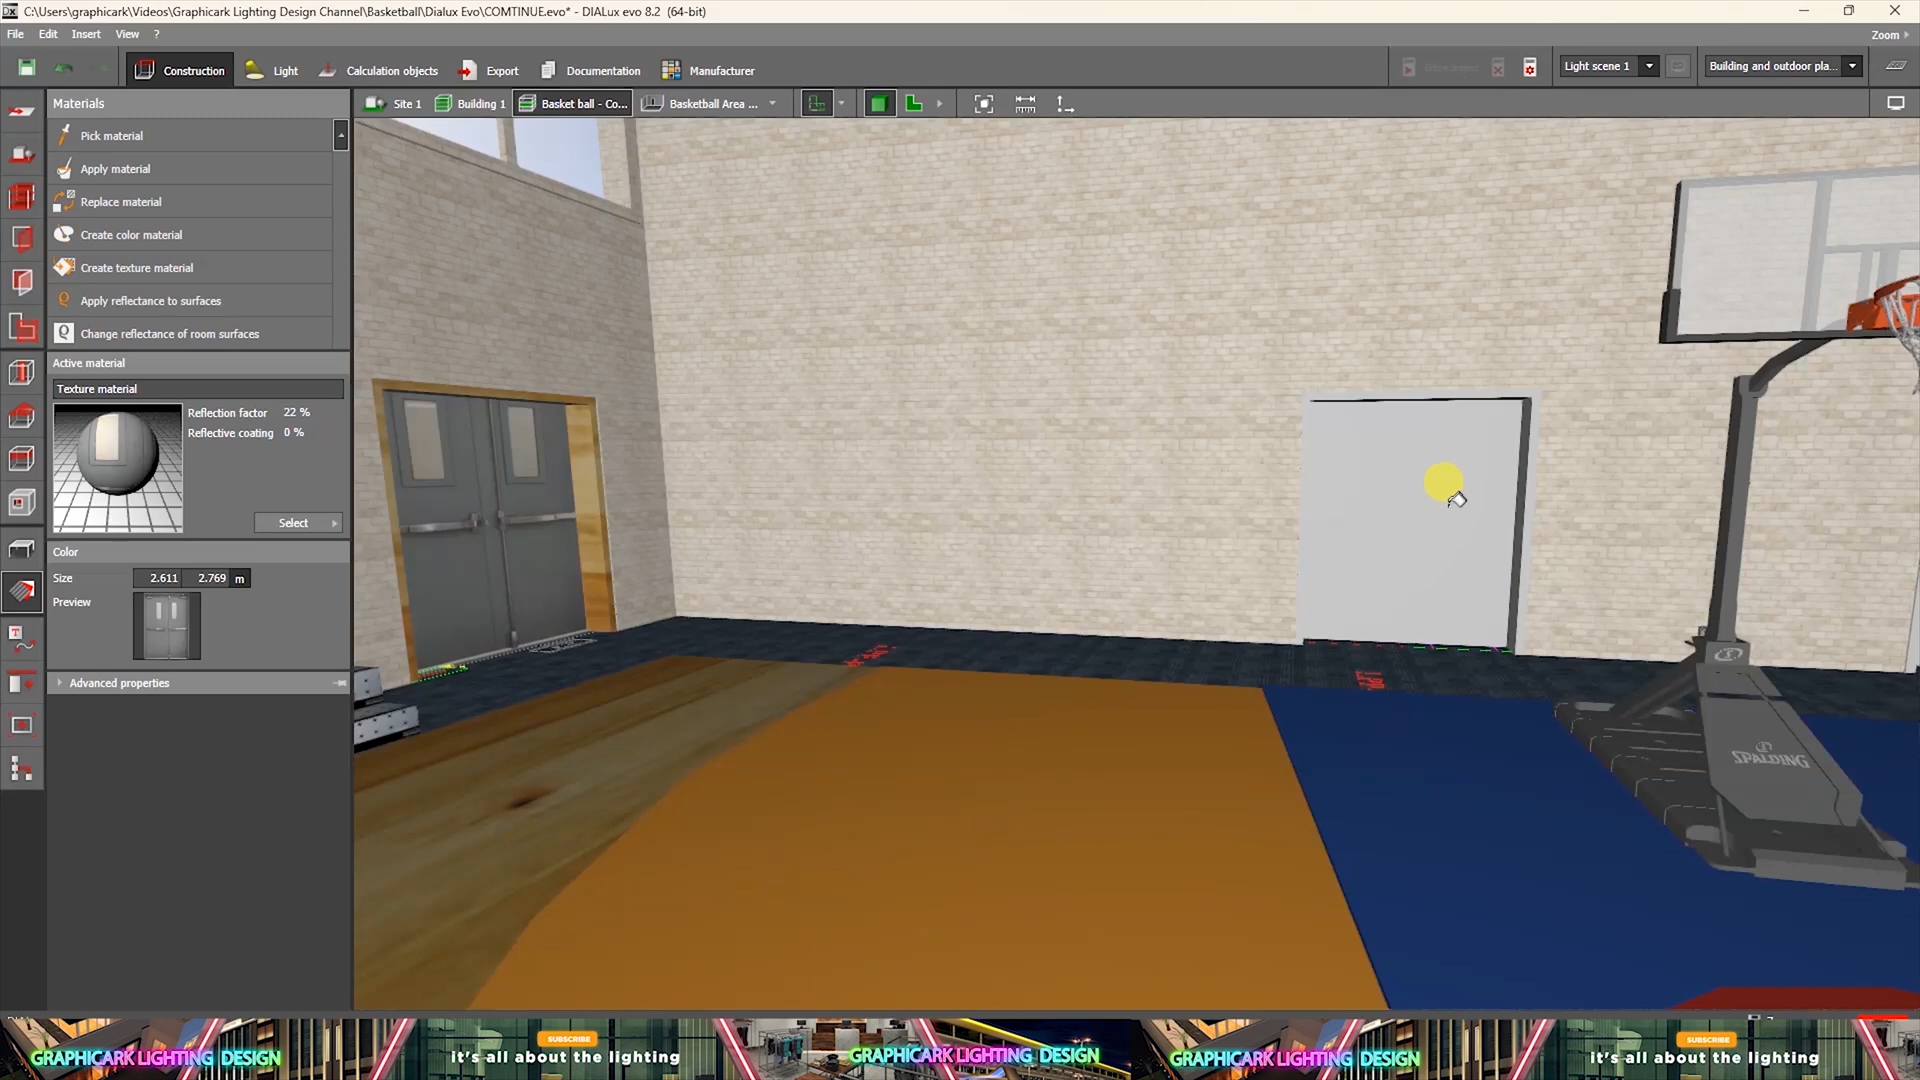 C:\Users\graphicark\Videos\Graphicark Lighting Design Channel\Basketball\Dialux Evo\COMTINUE.evo* - DIALux evo 8.2 (64-bit)
File Edit Insert View ? Zoom
Construction Light Calculation objects Export Documentation Manufacturer Light scene 1 Building and outdoor pla...
Materials Site 1 Building 1 Basket ball - Co... Basketball Area ...
Pick material
Apply material
Replace material
Create color material
Create texture material
Apply reflectance to surfaces
Change reflectance of room surfaces
Active material
Texture material
Reflection factor 22 %
Reflective coating 0 %
Select
Color
Size 2.611 2.769 m
Preview
Advanced properties
SPALDING
GRAPHICARK LIGHTING DESIGN
SUBSCRIBE
it's all about the lighting
GRAPHICARK LIGHTING DESIGN
GRAPHICARK LIGHTING DESIGN
SUBSCRIBE
it's all about the lighting